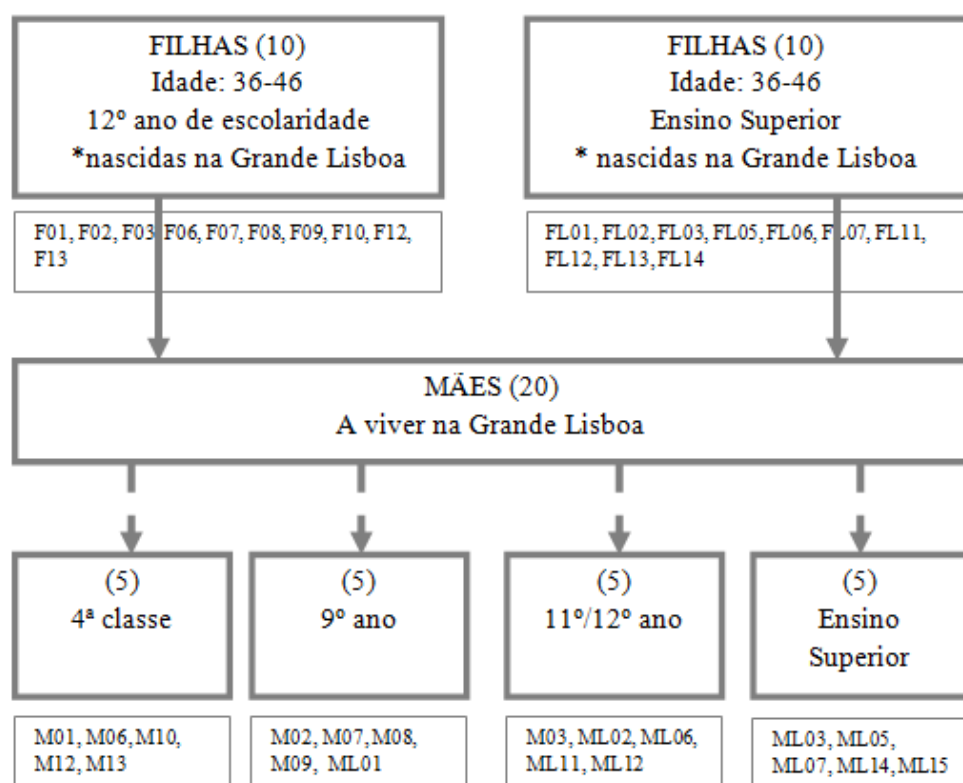 FILHAS (10)
Idade: 36-46
12º ano de escolaridade
*nascidas na Grande Lisboa
FILHAS (10)
Idade: 36-46
Ensino Superior
* nascidas na Grande Lisboa
F01, F02, F03 F06, F07, F08, F09, F10, F12,
F13
FL01, FL02, FL03, FL05, FL06, FL07, FL11,
FL12, FL13, FL14
MÃES (20)
A viver na Grande Lisboa
(5)
4ª classe
(5)
9º ano
(5)
11º/12º ano
(5)
Ensino
Superior
M01, M06, M10,
M12, M13
M02, M07, M08,
M09, ML01
M03, ML02, ML06,
ML11, ML12
ML03, ML05,
ML07, ML14, ML15